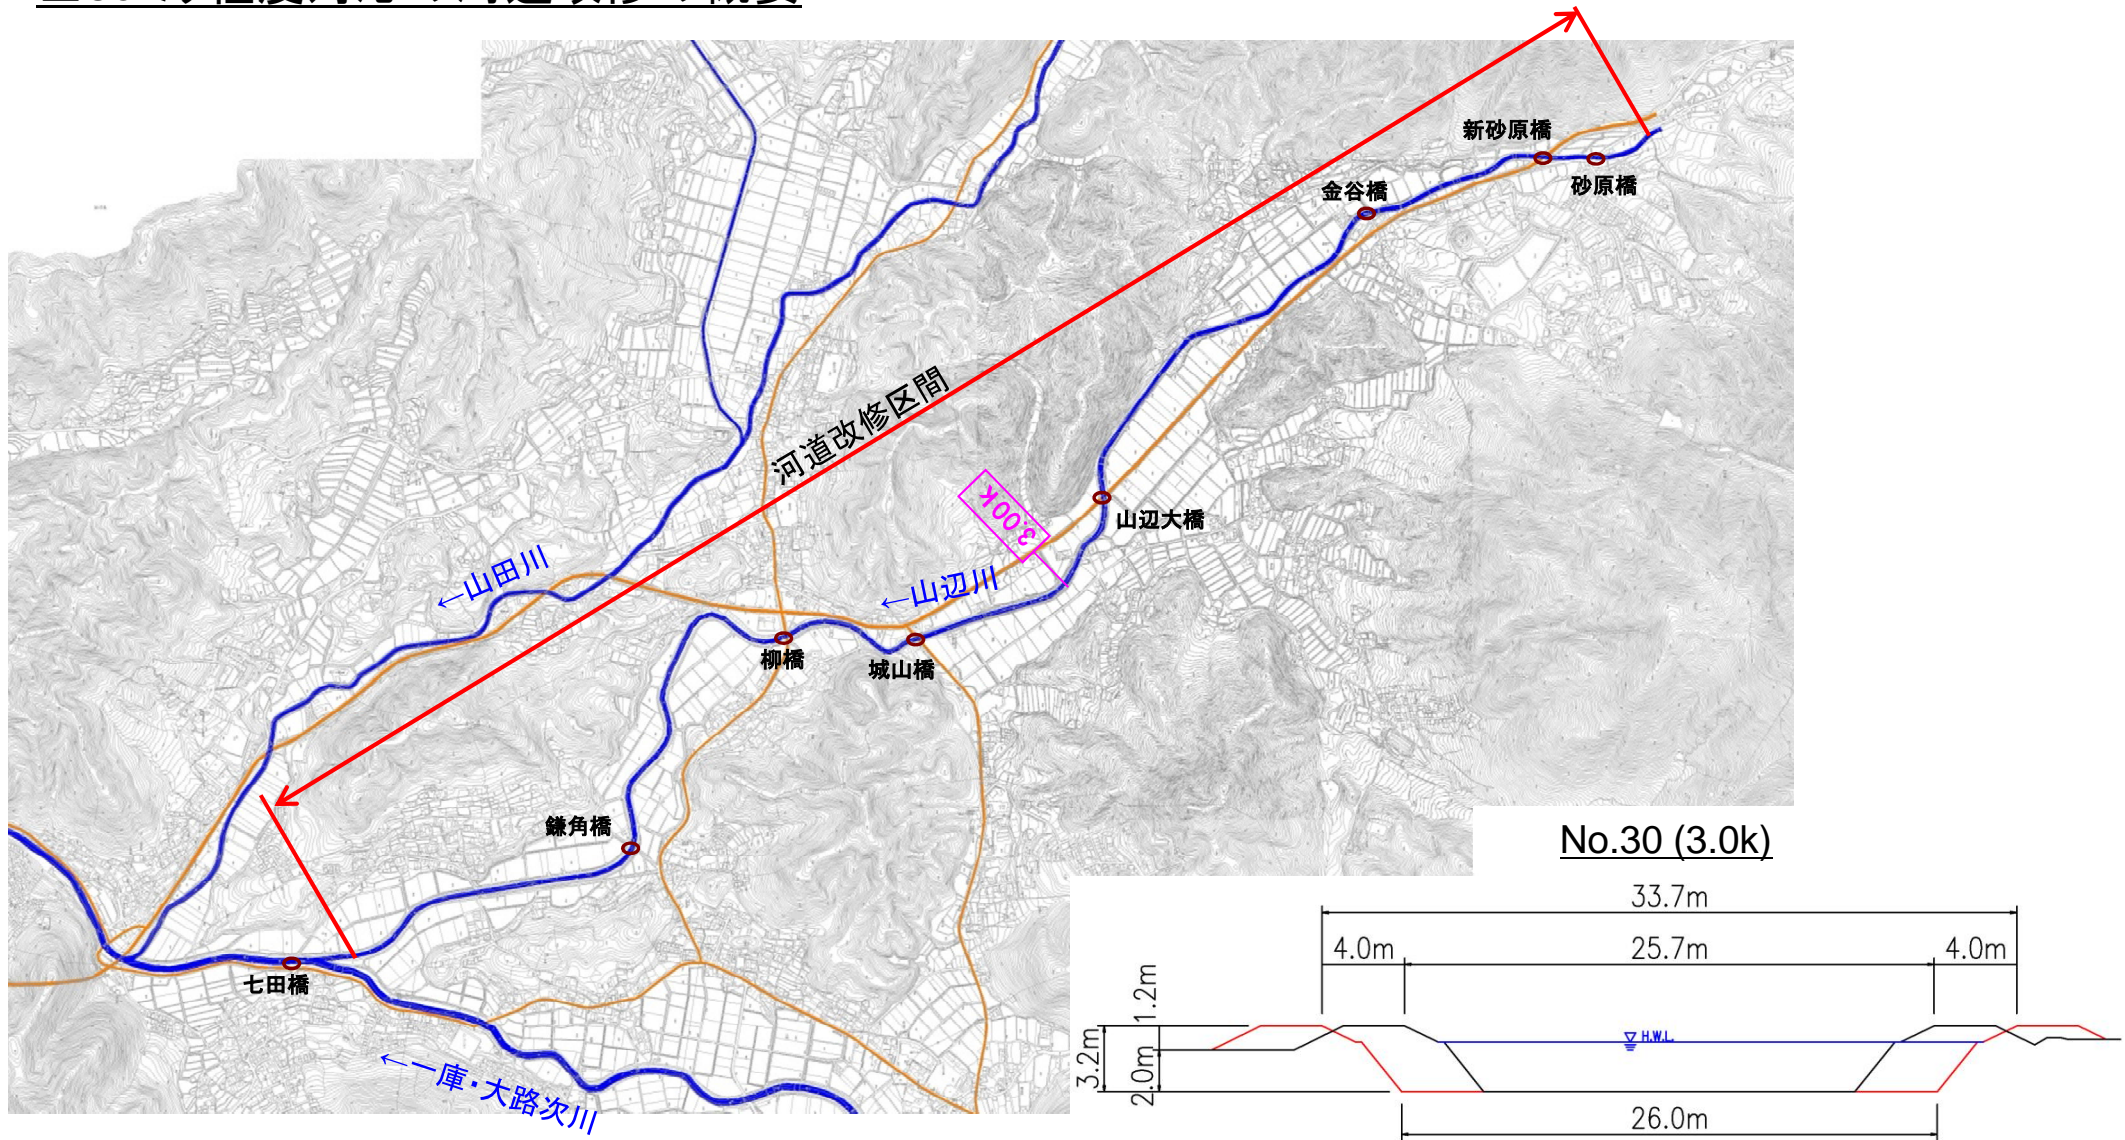 新砂原橋
砂原橋
金谷橋
河道改修区間
3.00k
山辺大橋
←山田川
←山辺川
柳橋
城山橋
鎌角橋
七田橋
←一庫・大路次川
No.30 (3.0k)
33.7m
4.0m
25.7m
4.0m
1.2m
3.2m
2.0m
H.W.L.
26.0m